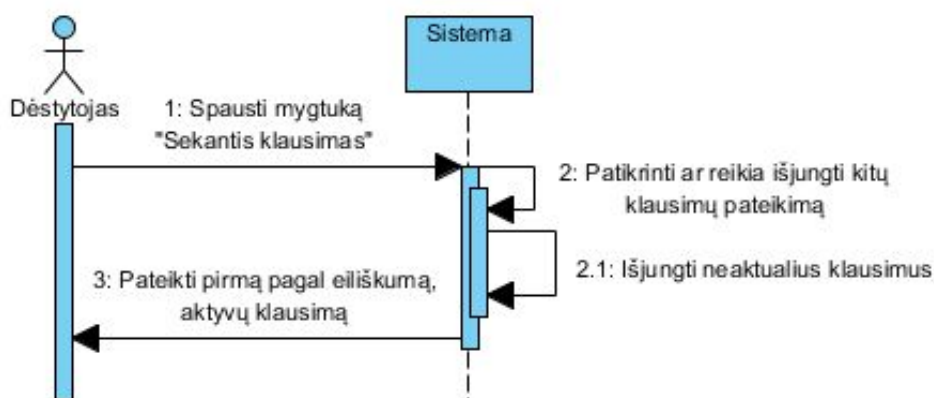 Sistema
Dėstytojas
1: Spausti mygtuką
"Sekantis klausimas"
2: Patikrinti ar reikia išjungti kitų
klausimų pateikimą
2.1: Išjungti neaktualius klausimus
3: Pateikti pirmą pagal eiliškumą,
aktyvų klausimą